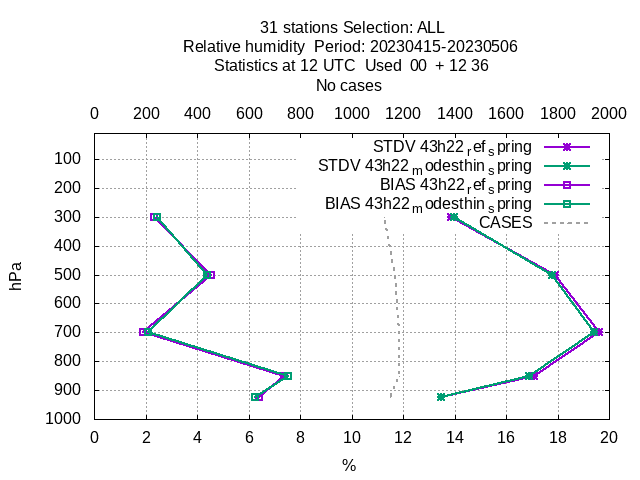 31 stations Selection: ALL
Relative humidity  Period: 20230415-20230506
Statistics at 12 UTC  Used  00  + 12 36
No cases
0 200 400 600 800 1000 1200 1400 1600 1800 2000
STDV 43h22_ref_spring
STDV 43h22_modesthin_spring
BIAS 43h22_ref_spring
BIAS 43h22_modesthin_spring
CASES
hPa
100
200
300
400
500
600
700
800
900
1000
0 2 4 6 8 10 12 14 16 18 20
%